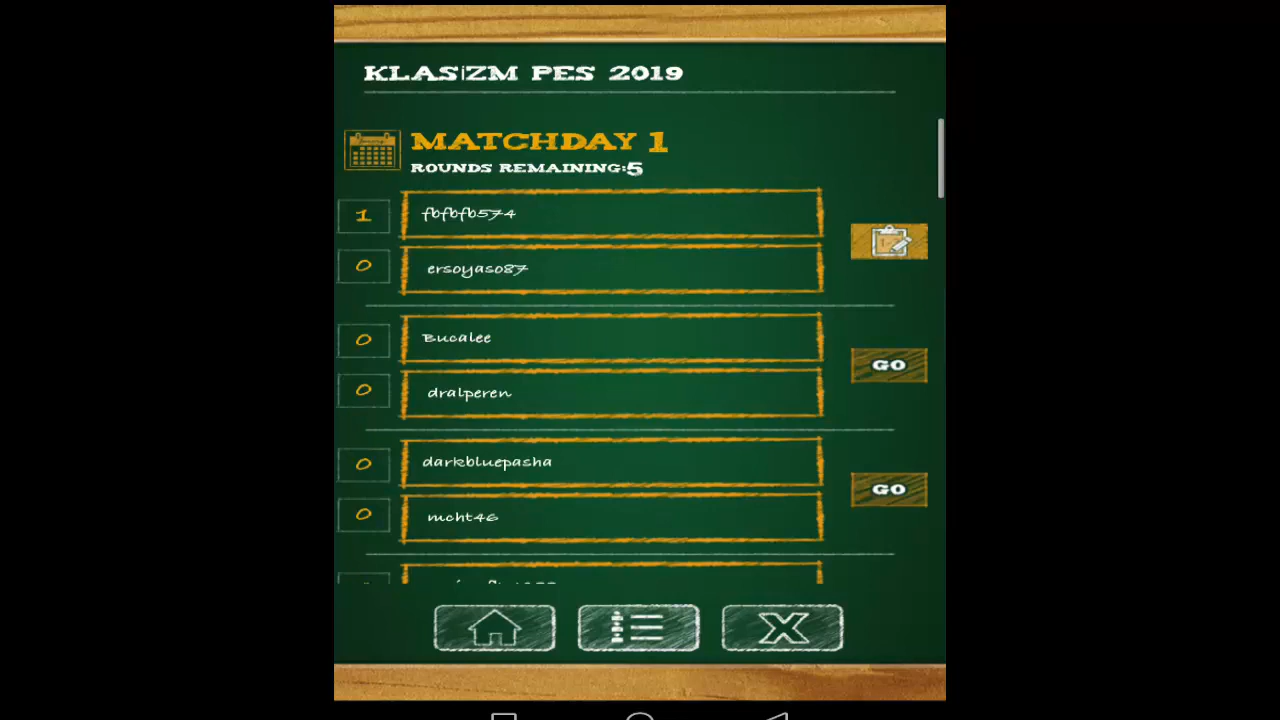 KLASİZM PES 2019
MATCHDAY 1
ROUNDS REMAINING:5
1 fbfbfb574
0 ersoyaso87
0 Bucalee
GO
0 dralperen
0 darkbluepasha
GO
0 mcht46